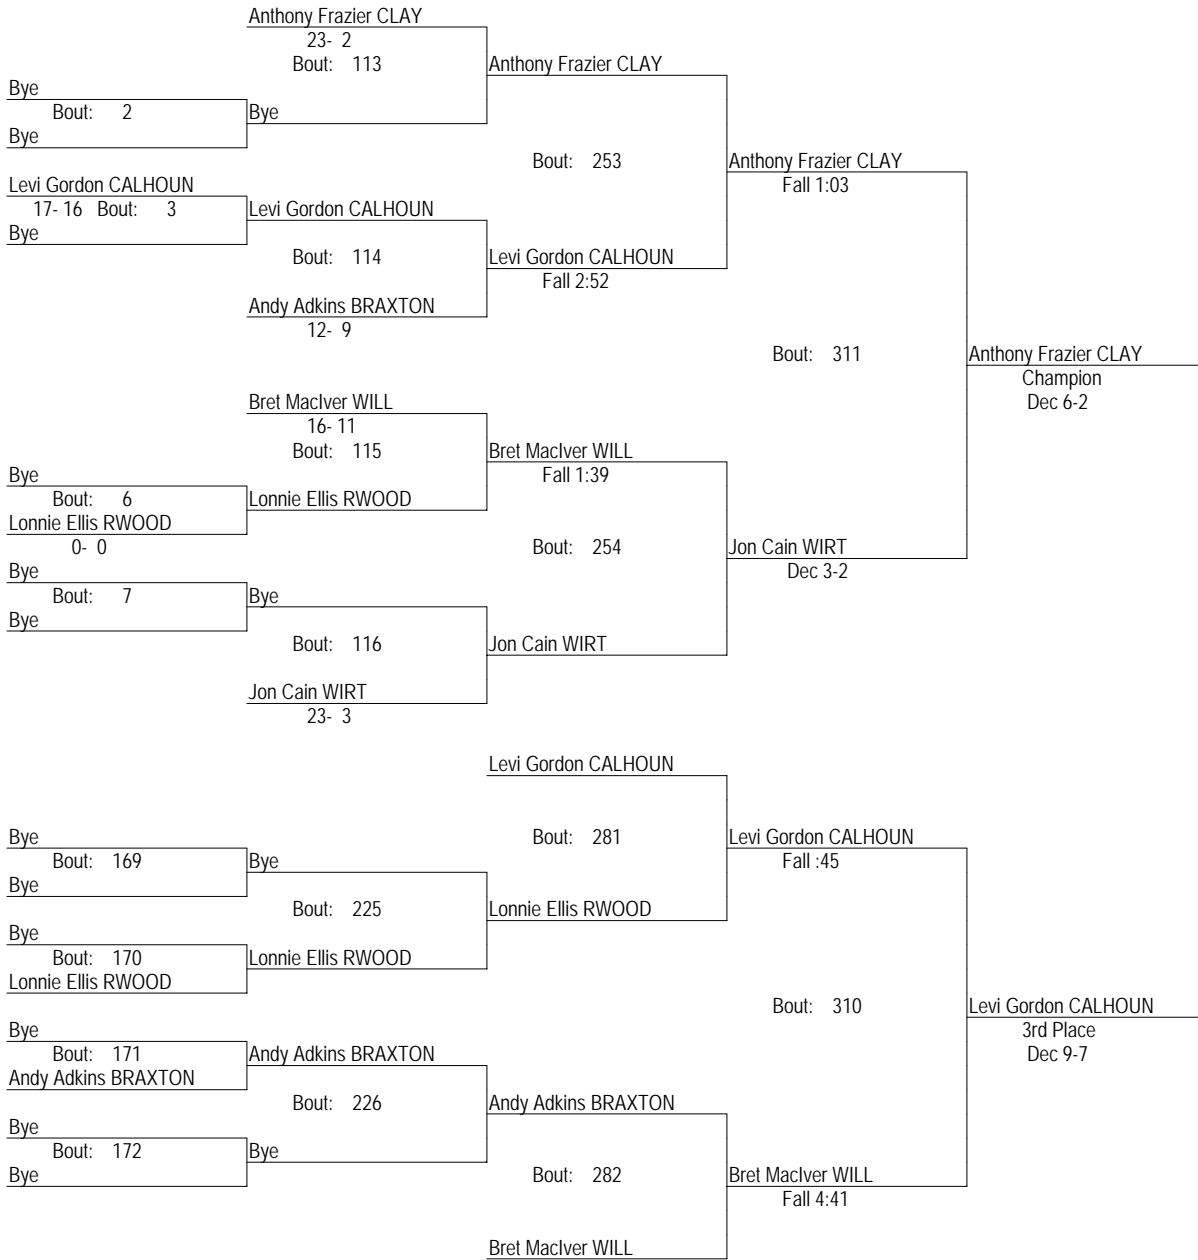 Anthony Frazier CLAY
23- 2
Bout: 113
Anthony Frazier CLAY
Bye
Bout: 2
Bye
Bye
Bout: 253
Anthony Frazier CLAY
Fall 1:03
Levi Gordon CALHOUN
17- 16 Bout: 3
Levi Gordon CALHOUN
Bye
Bout: 114
Levi Gordon CALHOUN
Fall 2:52
Andy Adkins BRAXTON
12- 9
Bout: 311
Anthony Frazier CLAY
Champion
Dec 6-2
Bret MacIver WILL
16- 11
Bout: 115
Bret MacIver WILL
Fall 1:39
Bye
Bout: 6
Lonnie Ellis RWOOD
Lonnie Ellis RWOOD
0- 0
Bout: 254
Jon Cain WIRT
Dec 3-2
Bye
Bout: 7
Bye
Bye
Bout: 116
Jon Cain WIRT
Jon Cain WIRT
23- 3
Levi Gordon CALHOUN
Bye
Bout: 281
Levi Gordon CALHOUN
Fall :45
Bout: 169
Bye
Bye
Bout: 225
Lonnie Ellis RWOOD
Bye
Bout: 170
Lonnie Ellis RWOOD
Lonnie Ellis RWOOD
Bout: 310
Levi Gordon CALHOUN
3rd Place
Dec 9-7
Bye
Bout: 171
Andy Adkins BRAXTON
Andy Adkins BRAXTON
Bout: 226
Andy Adkins BRAXTON
Bye
Bout: 172
Bye
Bye
Bout: 282
Bret MacIver WILL
Fall 4:41
Bret MacIver WILL